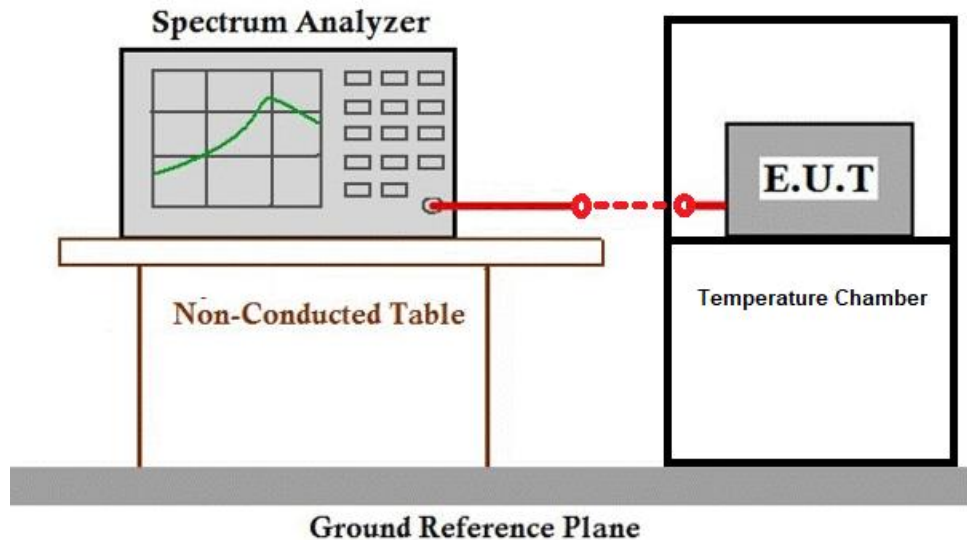 Spectrum Analyzer
E.U.T
Temperature Chamber
Non-Conducted Table
Ground Reference Plane